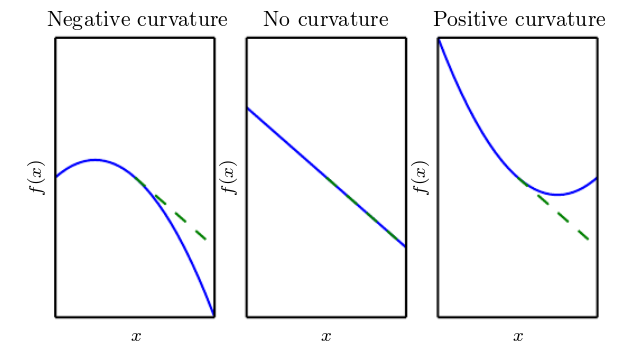 Negative curvature
No curvature
Positive curvature
f(x)
f(x)
f(x)
x
x
x